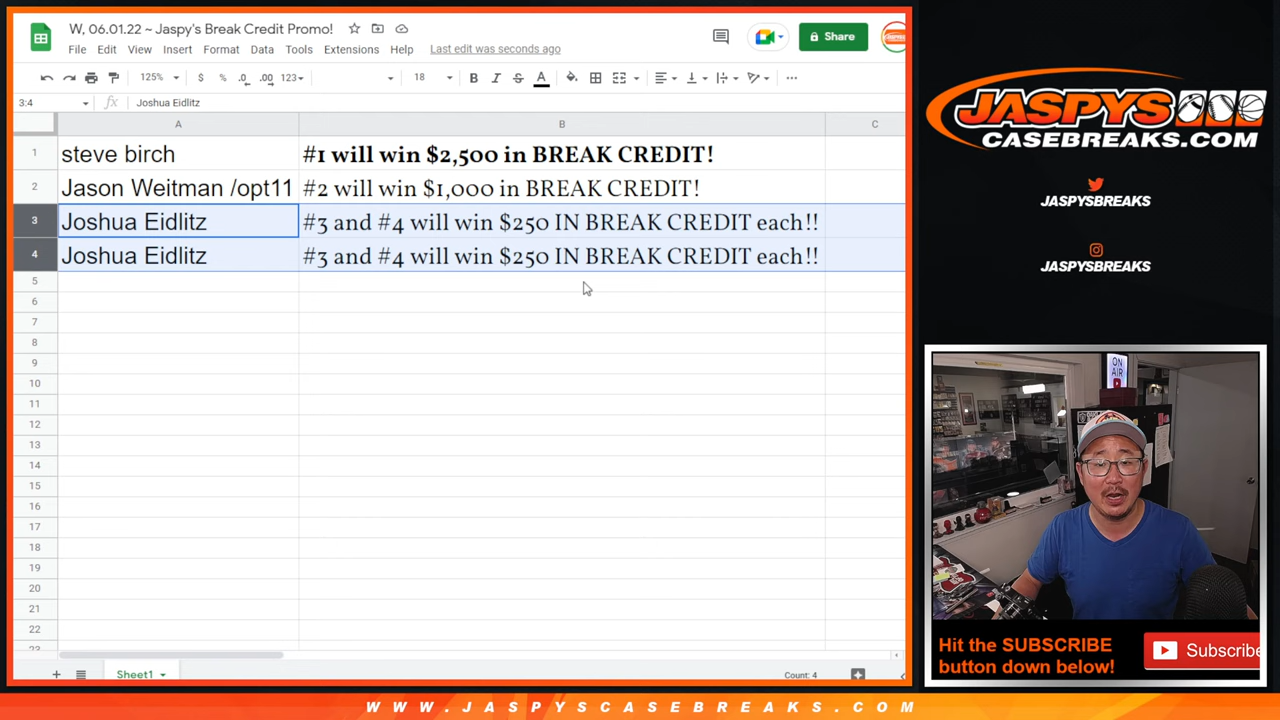 W, 06.01.22 ~ Jaspy's Break Credit Promo!
File Edit View Insert Format Data Tools Extensions Help Last edit was seconds ago
Share
125% $ % .0 .00 123 18 B I S A
3:4 fx Joshua Eidlitz
A B C
1 steve birch #1 will win $2,500 in BREAK CREDIT!
2 Jason Weitman /opt11 #2 will win $1,000 in BREAK CREDIT!
3 Joshua Eidlitz #3 and #4 will win $250 IN BREAK CREDIT each!!
4 Joshua Eidlitz #3 and #4 will win $250 IN BREAK CREDIT each!!
5
6
7
8
9
10
11
12
13
14
15
16
17
18
19
20
21
22
23
Sheet1
Count: 4
JASPYS
CASEBREAKS.COM
JASPYSBREAKS
JASPYSBREAKS
ON
AIR
Hit the SUBSCRIBE
button down below!
Subscribe
WWW.JASPYSCASEBREAKS.COM